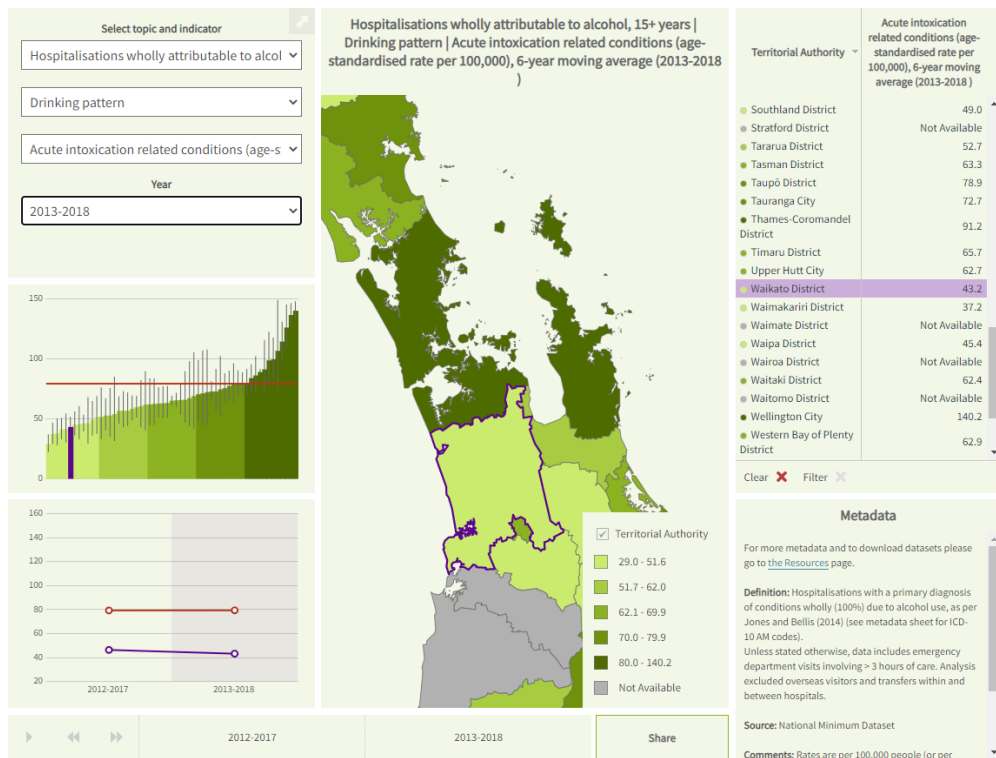 Select topic and indicator
Hospitalisations wholly attributable to alcol
Drinking pattern
Acute intoxication related conditions (age-s
Year
2013-2018
150
100
50
0
160
140
120
100
80
60
40
20
2012-2017
2013-2018
Hospitalisations wholly attributable to alcohol, 15+ years |
Drinking pattern | Acute intoxication related conditions (age-
standardised rate per 100,000), 6-year moving average (2013-2018
)
Territorial Authority
29.0 - 51.6
51.7 - 62.0
62.1 - 69.9
70.0 - 79.9
80.0 - 140.2
Not Available
2012-2017
2013-2018
Share
Territorial Authority
Acute intoxication
related conditions (age-
standardised rate per
100,000), 6-year moving
average (2013-2018 )
Southland District 49.0
Stratford District Not Available
Tararua District 52.7
Tasman District 63.3
Taupō District 78.9
Tauranga City 72.7
Thames-Coromandel
District 91.2
Timaru District 65.7
Upper Hutt City 62.7
Waikato District 43.2
Waimakariri District 37.2
Waimate District Not Available
Waipa District 45.4
Wairoa District Not Available
Waitaki District 62.4
Waitomo District Not Available
Wellington City 140.2
Western Bay of Plenty
District 62.9
Clear
Filter
Metadata
For more metadata and to download datasets please
go to the Resources page.
Definition: Hospitalisations with a primary diagnosis
of conditions wholly (100%) due to alcohol use, as per
Jones and Bellis (2014) (see metadata sheet for ICD-
10 AM codes).
Unless stated otherwise, data includes emergency
department visits involving > 3 hours of care. Analysis
excluded overseas visitors and transfers within and
between hospitals.
Source: National Minimum Dataset
Comments: Rates are per 100,000 people (or per